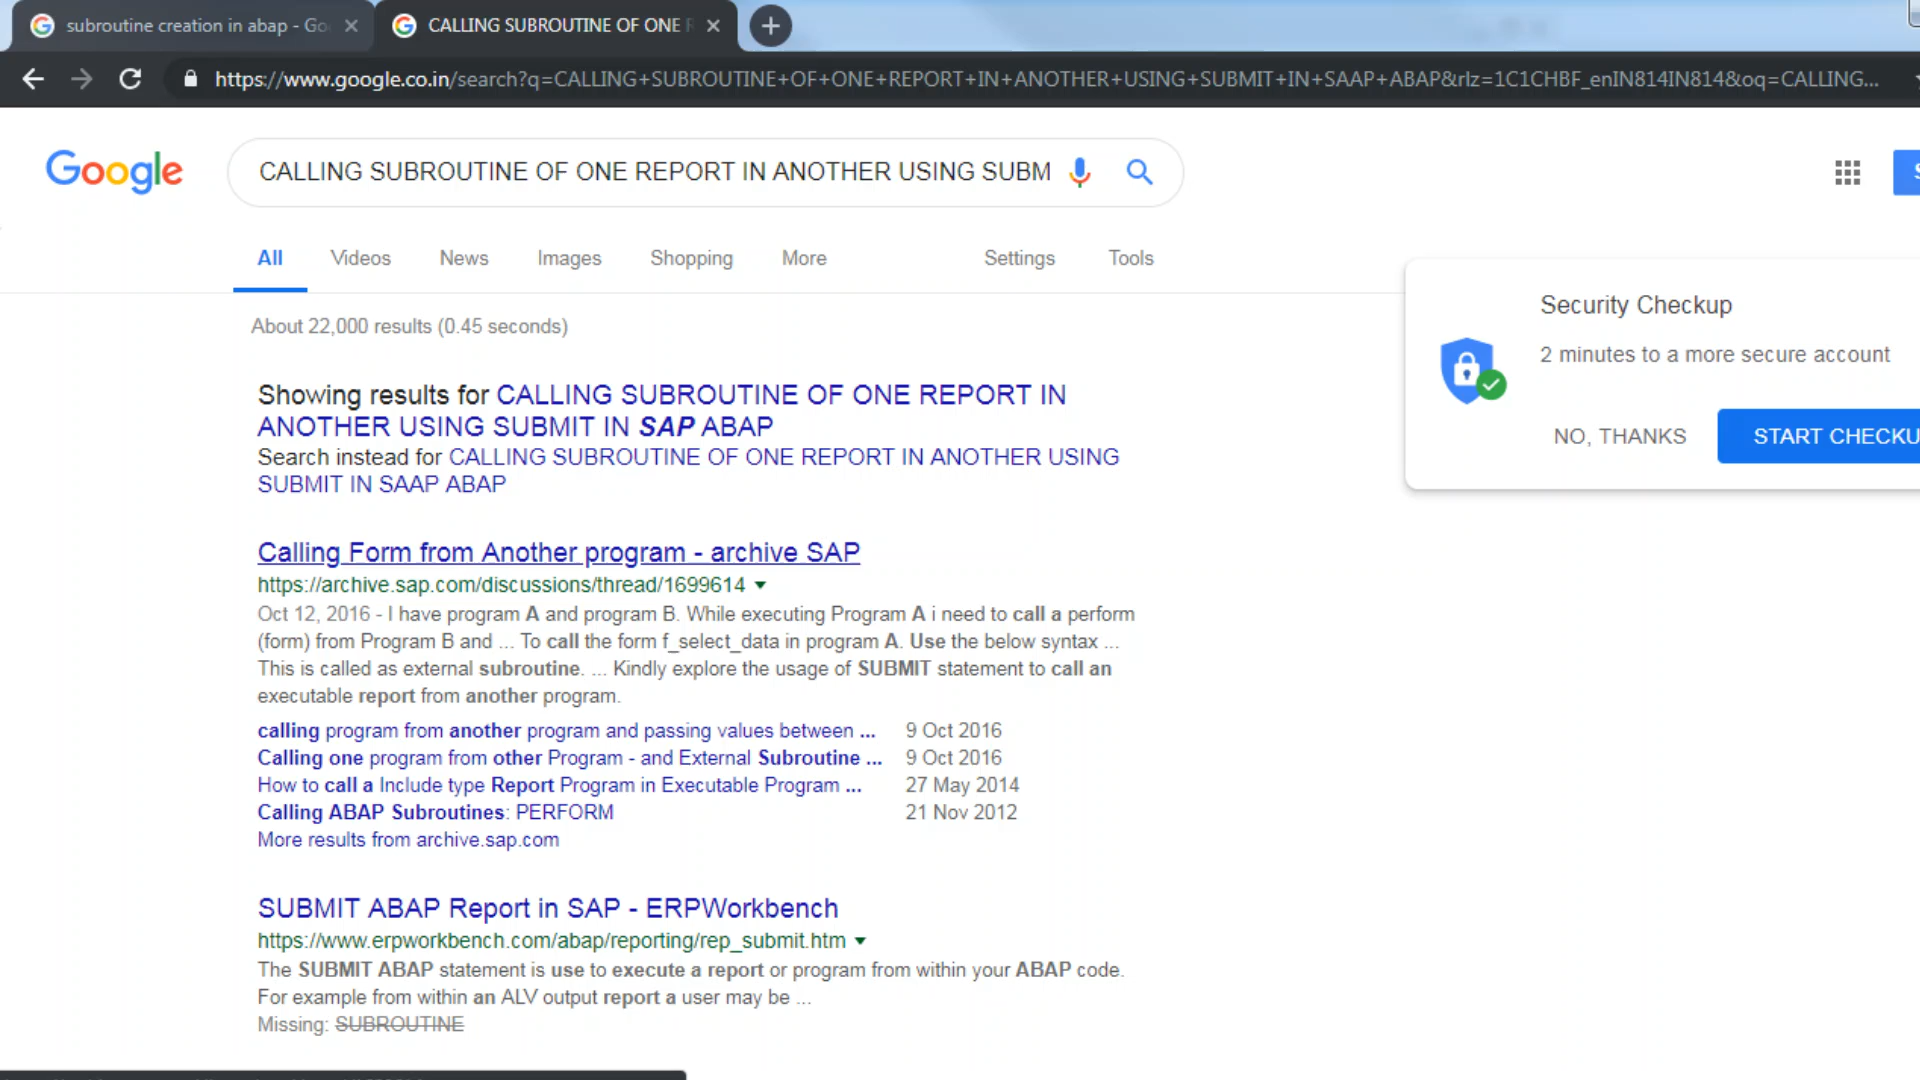 subroutine creation in abap - Go
CALLING SUBROUTINE OF ONE R
https://www.google.co.in/search?q=CALLING+SUBROUTINE+OF+ONE+REPORT+IN+ANOTHER+USING+SUBMIT+IN+SAAP+ABAP&rlz=1C1CHBF_enIN814IN814&oq=CALLING...
Google
CALLING SUBROUTINE OF ONE REPORT IN ANOTHER USING SUBM
All Videos News Images Shopping More Settings Tools
About 22,000 results (0.45 seconds)
Security Checkup
2 minutes to a more secure account
NO, THANKS START CHECKU
Showing results for CALLING SUBROUTINE OF ONE REPORT IN
ANOTHER USING SUBMIT IN SAP ABAP
Search instead for CALLING SUBROUTINE OF ONE REPORT IN ANOTHER USING
SUBMIT IN SAAP ABAP
Calling Form from Another program - archive SAP
https://archive.sap.com/discussions/thread/1699614
Oct 12, 2016 - I have program A and program B. While executing Program A i need to call a perform
(form) from Program B and ... To call the form f_select_data in program A. Use the below syntax ...
This is called as external subroutine. ... Kindly explore the usage of SUBMIT statement to call an
executable report from another program.
calling program from another program and passing values between ... 9 Oct 2016
Calling one program from other Program - and External Subroutine ... 9 Oct 2016
How to call a Include type Report Program in Executable Program ... 27 May 2014
Calling ABAP Subroutines: PERFORM 21 Nov 2012
More results from archive.sap.com
SUBMIT ABAP Report in SAP - ERPWorkbench
https://www.erpworkbench.com/abap/reporting/rep_submit.htm
The SUBMIT ABAP statement is use to execute a report or program from within your ABAP code.
For example from within an ALV output report a user may be ...
Missing: SUBROUTINE